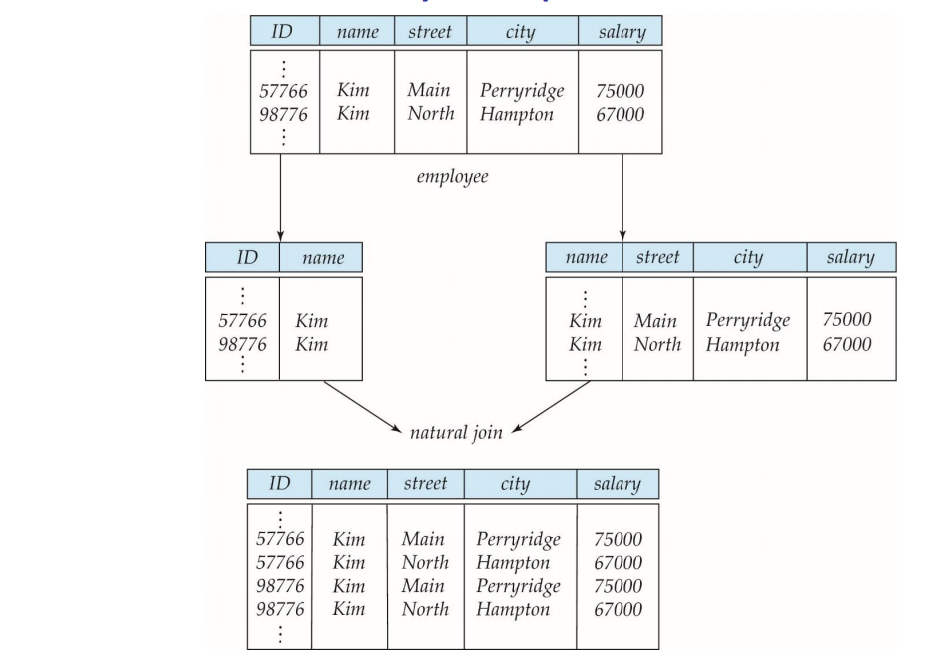 ID name street city salary
⋮
57766 Kim Main Perryridge 75000
98776 Kim North Hampton 67000
⋮
employee
ID name
⋮
57766 Kim
98776 Kim
⋮
name street city salary
⋮
Kim Main Perryridge 75000
Kim North Hampton 67000
⋮
natural join
ID name street city salary
⋮
57766 Kim Main Perryridge 75000
57766 Kim North Hampton 67000
98776 Kim Main Perryridge 75000
98776 Kim North Hampton 67000
⋮